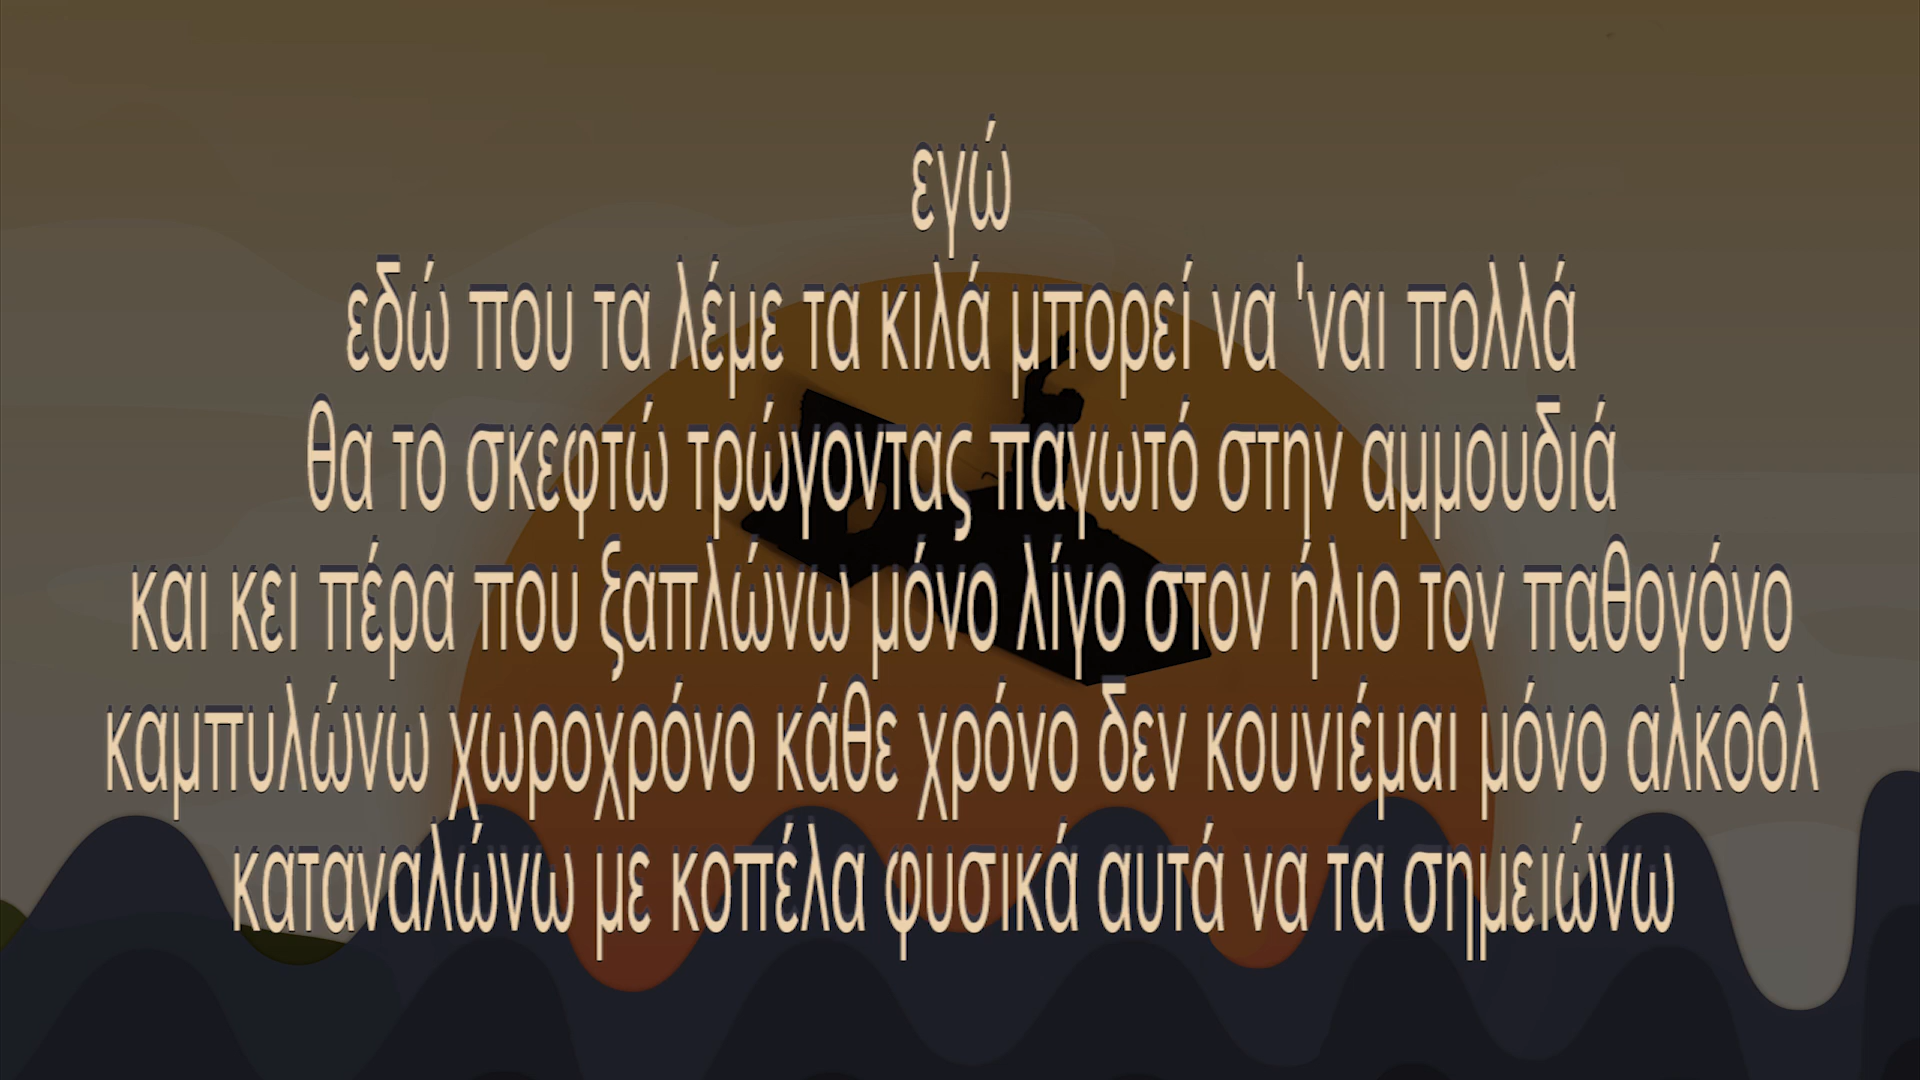 εγώ
εδώ που τα λέμε τα κιλά μπορεί να 'ναι πολλά
θα το σκεφτώ τρώγοντας παγωτό στην αμμουδιά
και κει πέρα που ξαπλώνω μόνο λίγο στον ήλιο τον παθογόνο
καμπυλώνω χωροχρόνο κάθε χρόνο δεν κουνιέμαι μόνο αλκοόλ
καταναλώνω με κοπέλα φυσικά αυτά να τα σημειώνω